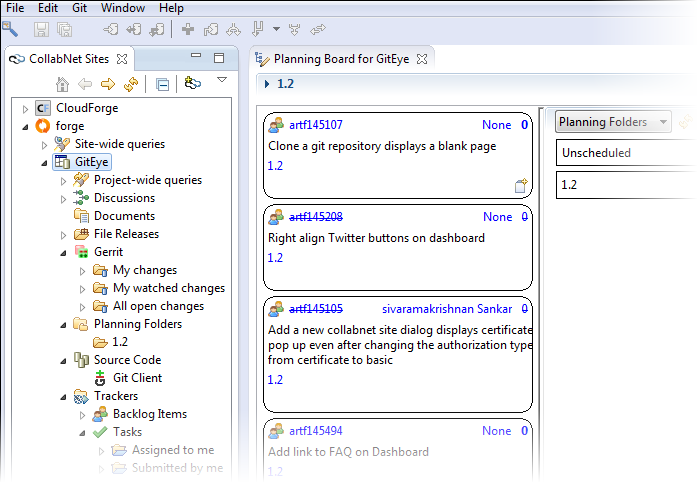 File Edit Git Window Help
CollabNet Sites
CF CloudForge
forge
Site-wide queries
GitEye
Project-wide queries
Discussions
Documents
File Releases
Gerrit
My changes
My watched changes
All open changes
Planning Folders
1.2
Source Code
Git Client
Trackers
Backlog Items
Tasks
Assigned to me
Submitted by me
Planning Board for GitEye
1.2
artf145107 None 0
Clone a git repository displays a blank page
1.2
artf145208 None 0
Right align Twitter buttons on dashboard
1.2
artf145105 sivaramakrishnan Sankar 0
Add a new collabnet site dialog displays certificate
pop up even after changing the authorization type
from certificate to basic
1.2
artf145494 None 0
Add link to FAQ on Dashboard
1.2
Planning Folders
Unscheduled
1.2